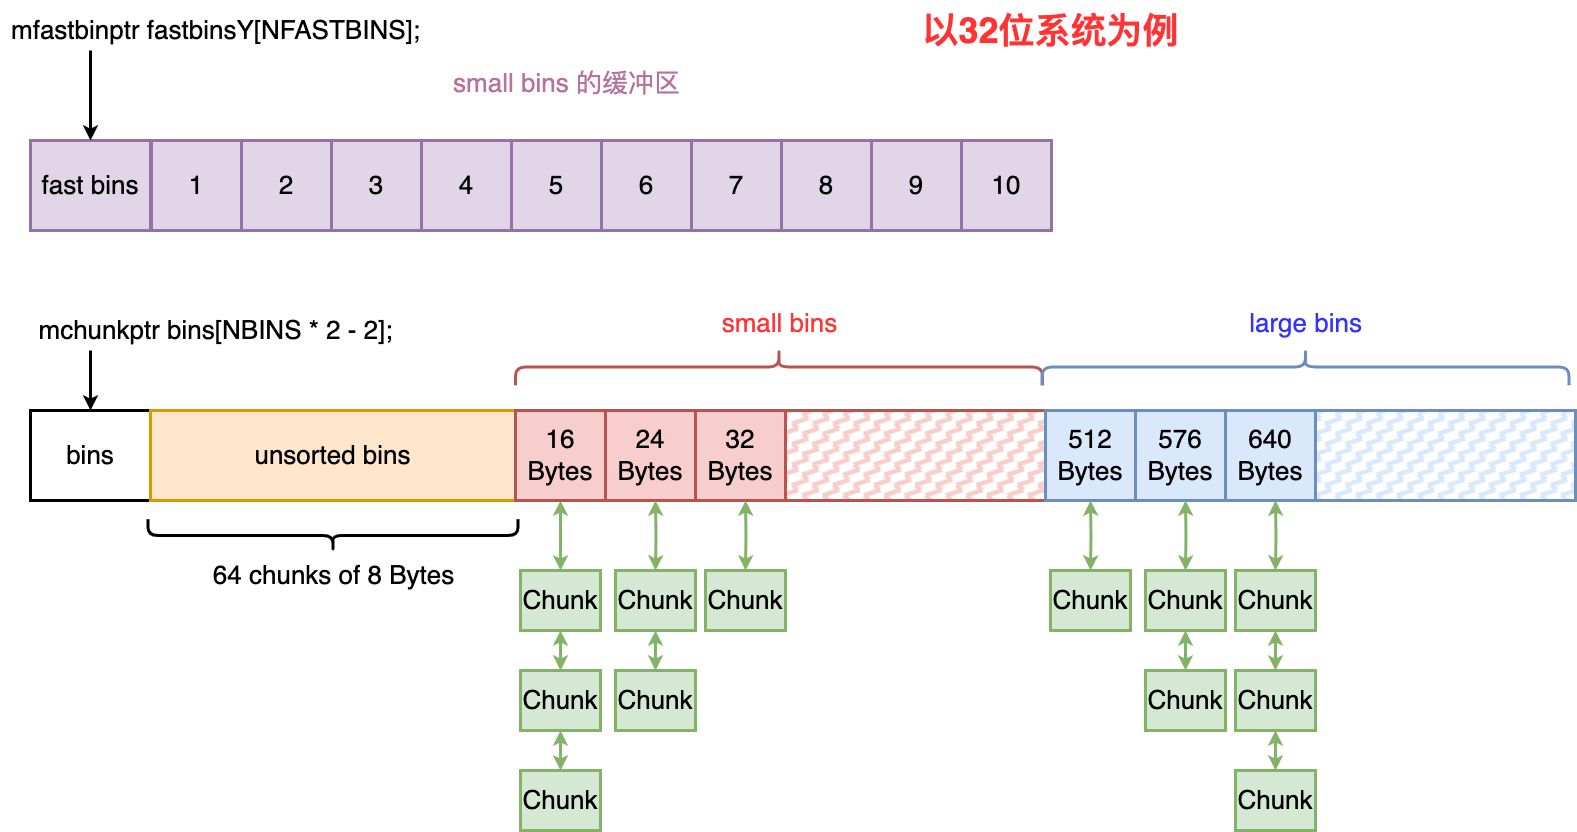 mfastbinptr fastbinsY[NFASTBINS];
以32位系统为例
small bins 的缓冲区
fast bins 1 2 3 4 5 6 7 8 9 10
mchunkptr bins[NBINS * 2 - 2];
small bins
large bins
bins
unsorted bins
16
Bytes
24
Bytes
32
Bytes
512
Bytes
576
Bytes
640
Bytes
64 chunks of 8 Bytes
Chunk Chunk Chunk Chunk Chunk Chunk
Chunk Chunk Chunk Chunk
Chunk Chunk